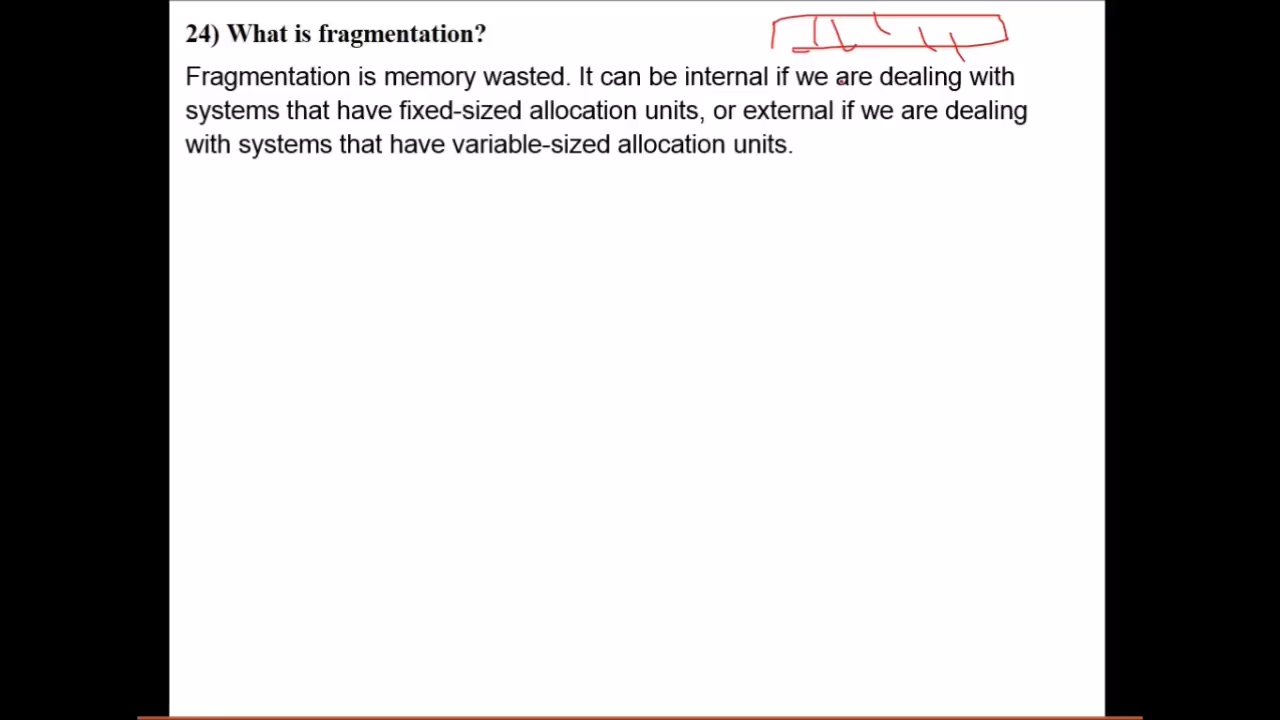 24) What is fragmentation?
Fragmentation is memory wasted. It can be internal if we are dealing with
systems that have fixed-sized allocation units, or external if we are dealing
with systems that have variable-sized allocation units.